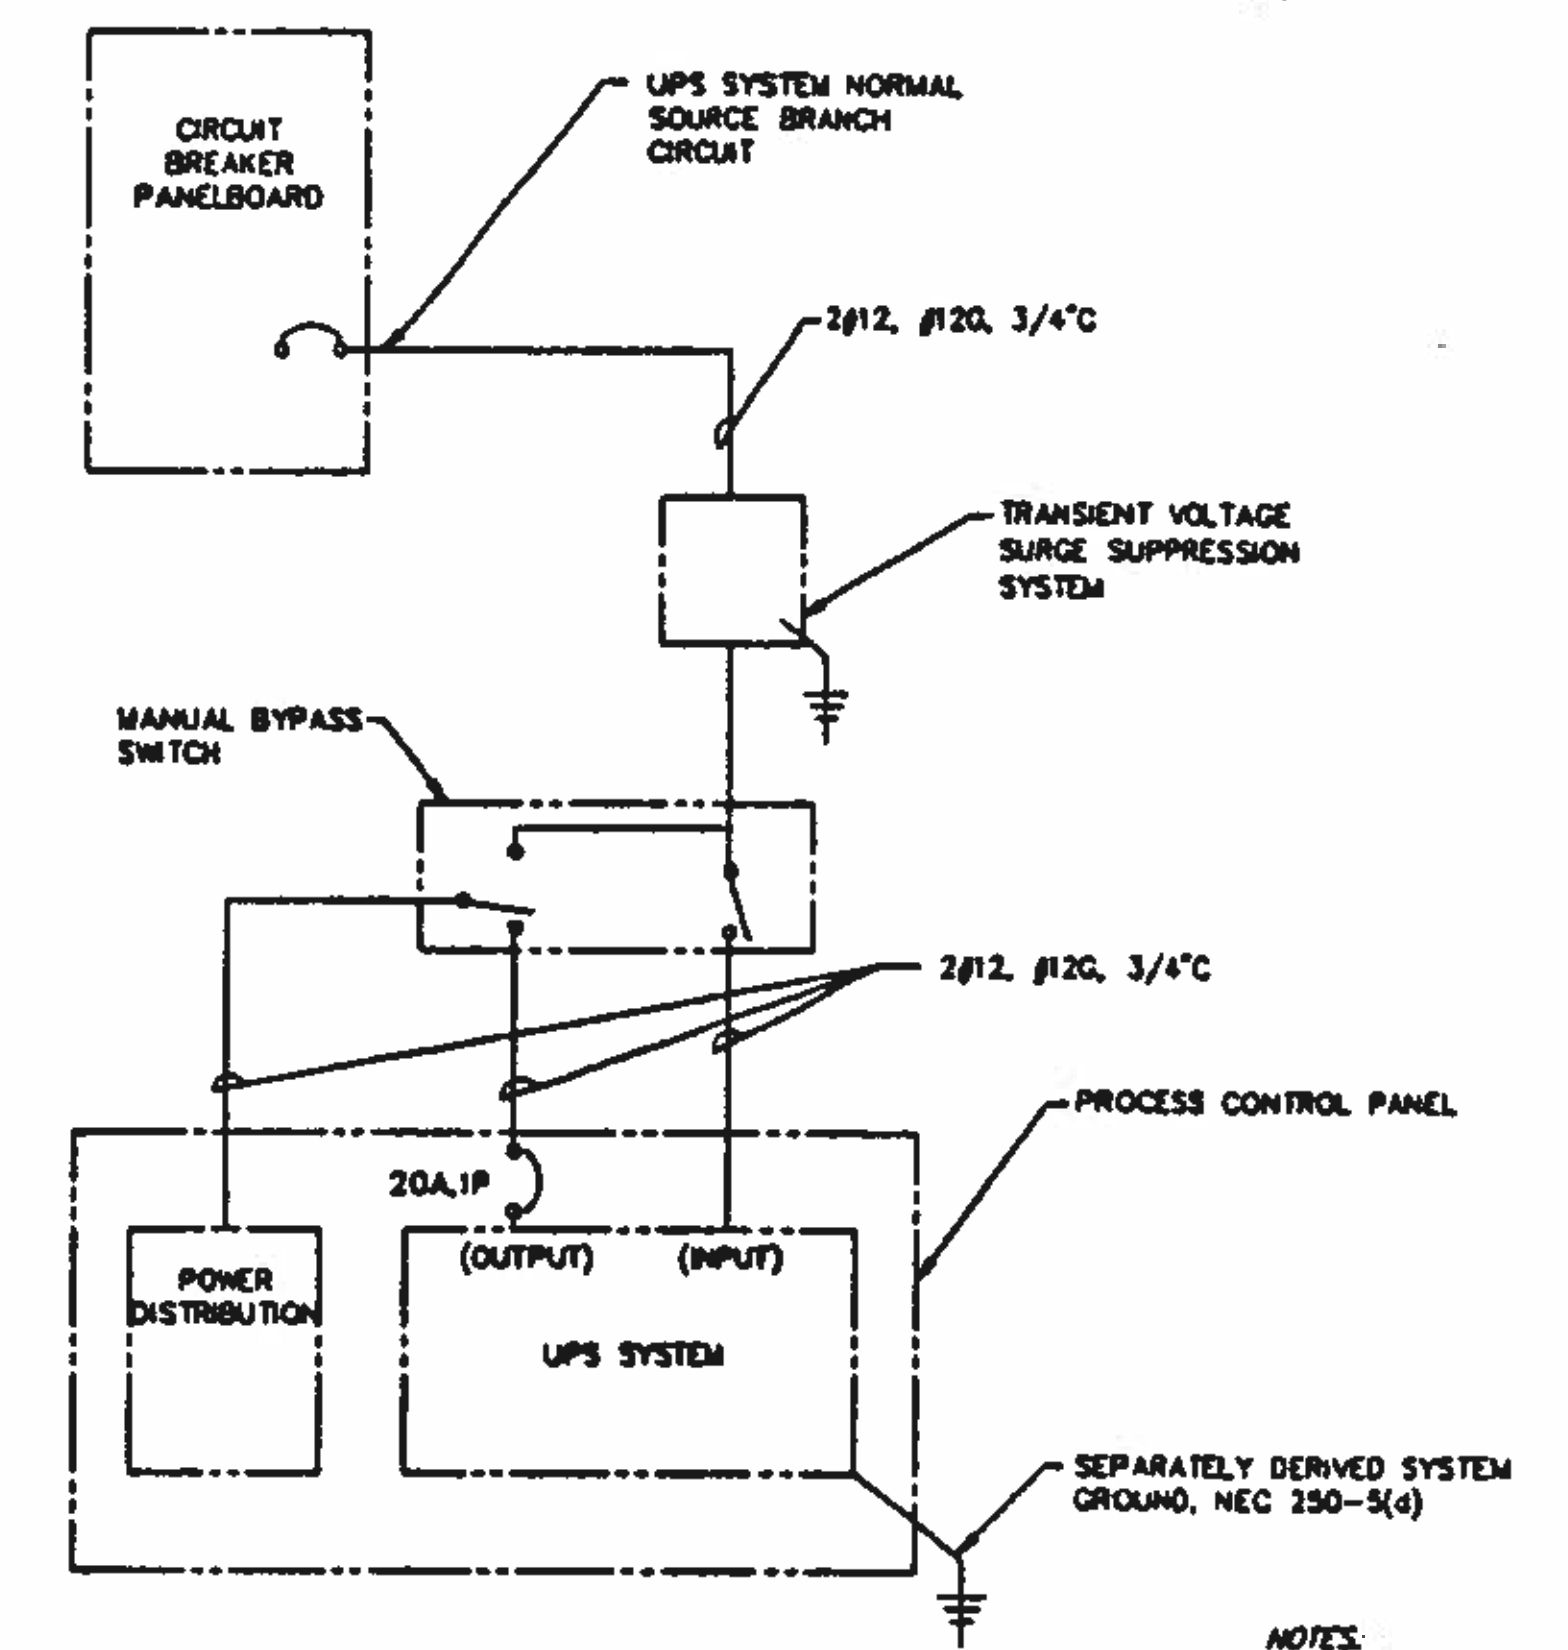 CIRCUIT
BREAKER
PANELBOARD
UPS SYSTEM NORMAL
SOURCE BRANCH
CIRCUIT
2#12, #12G, 3/4"C
TRANSIENT VOLTAGE
SURGE SUPPRESSION
SYSTEM
MANUAL BYPASS
SWITCH
2#12, #12G, 3/4"C
PROCESS CONTROL PANEL
20A,1P
(OUTPUT)
(INPUT)
POWER
DISTRIBUTION
UPS SYSTEM
SEPARATELY DERIVED SYSTEM
GROUND, NEC 250-5(d)
NOTES: